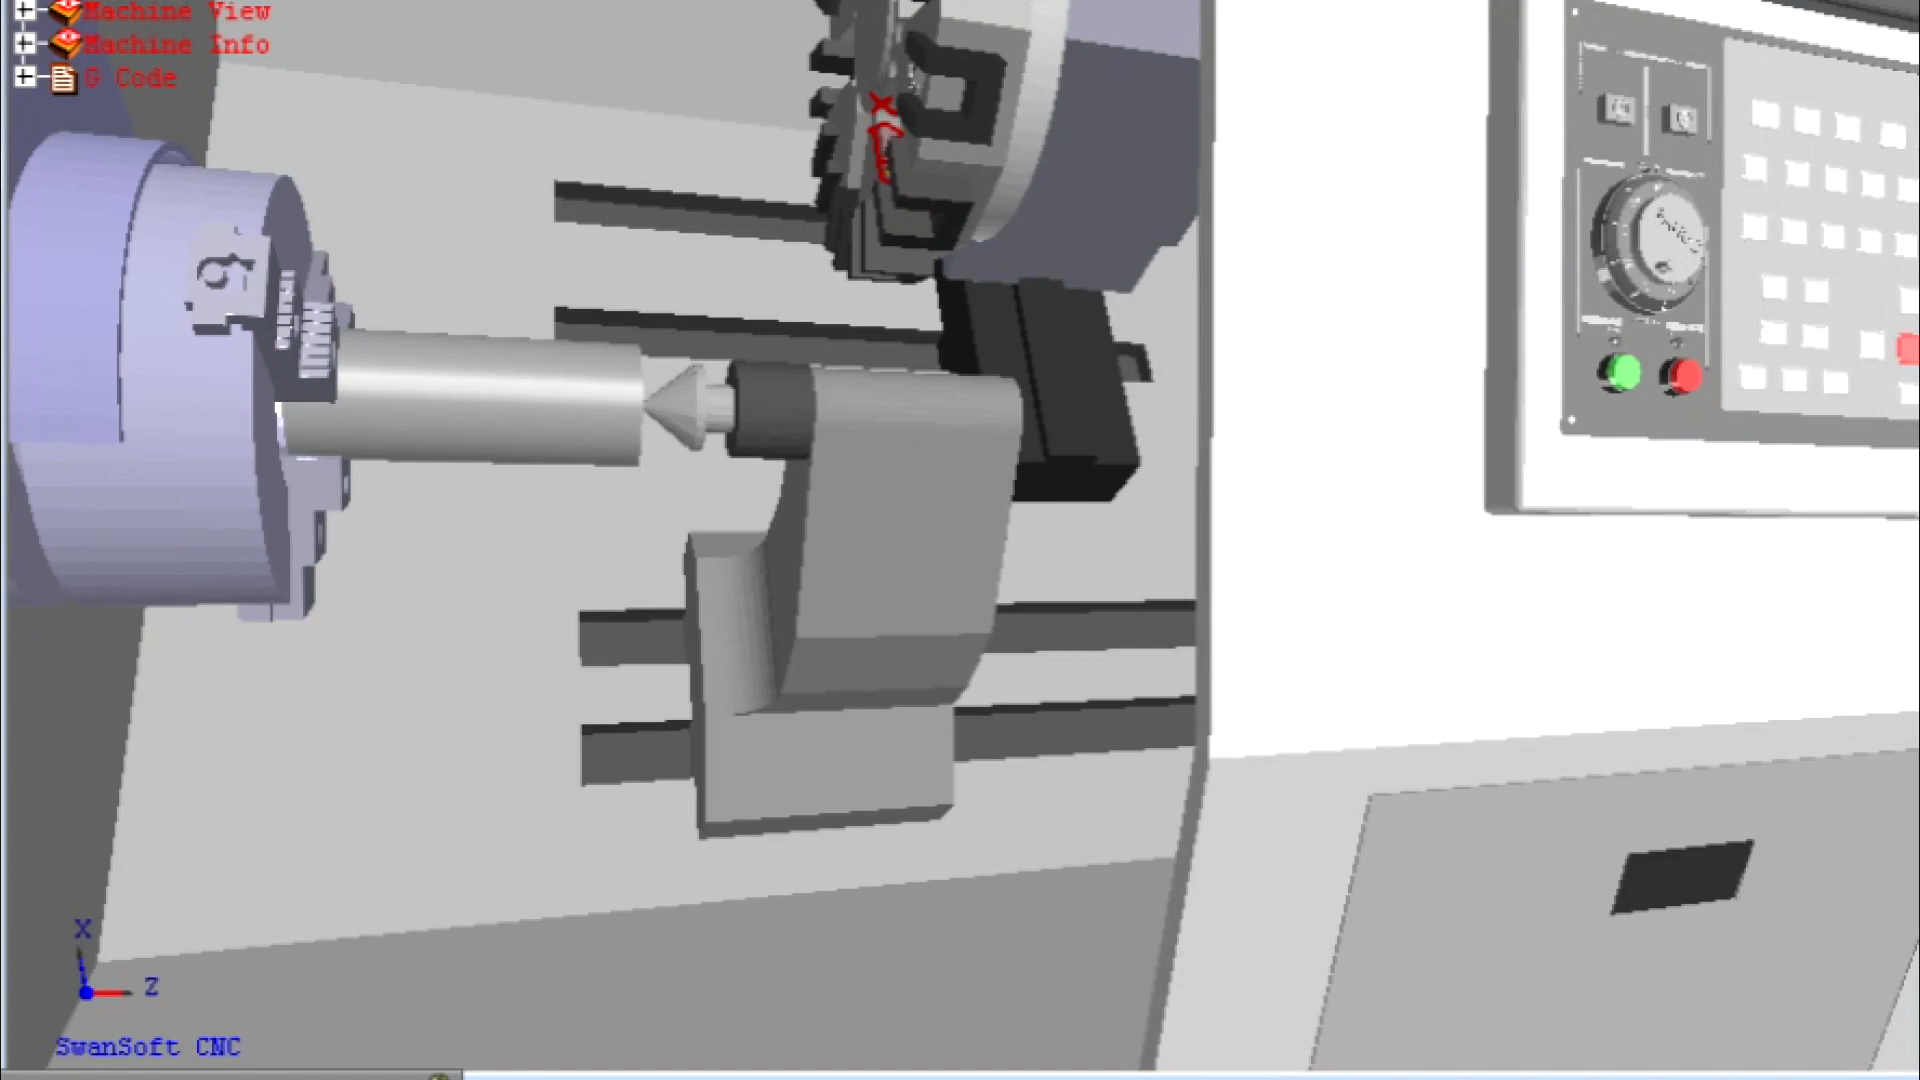 Machine View
Machine Info
G Code
X
X
Z
SwanSoft CNC